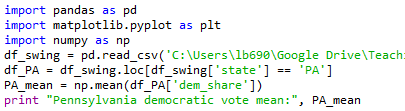 import pandas as pd
import matplotlib.pyplot as plt
import numpy as np
df_swing = pd.read_csv('C:\Users\lb690\Google Drive\Teachi
df_PA = df_swing.loc[df_swing['state'] == 'PA']
PA_mean = np.mean(df_PA['dem_share'])
print "Pennsylvania democratic vote mean:", PA_mean